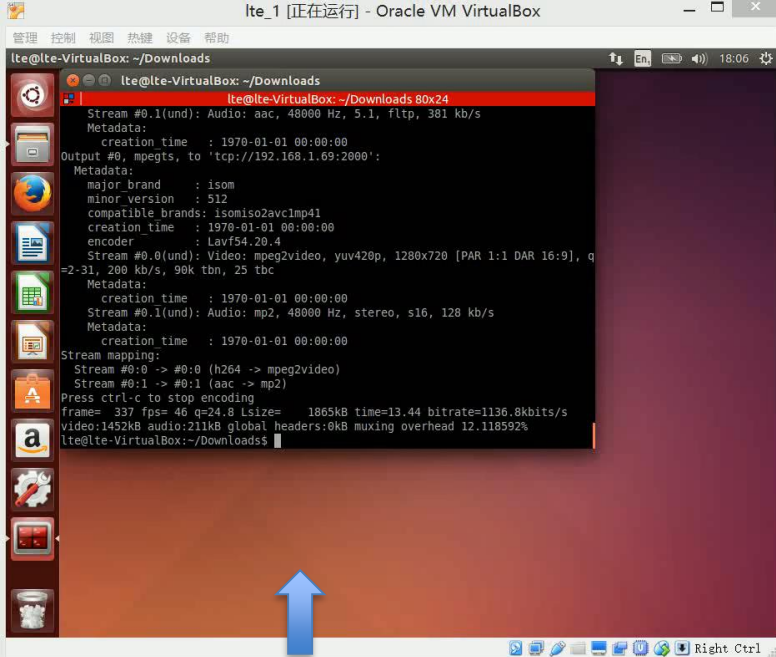 lte_1 [正在运行] - Oracle VM VirtualBox
管理 控制 视图 热键 设备 帮助
lte@lte-VirtualBox: ~/Downloads
En
18:06
lte@lte-VirtualBox: ~/Downloads
lte@lte-VirtualBox: ~/Downloads 80x24
    Stream #0.1(und): Audio: aac, 48000 Hz, 5.1, fltp, 381 kb/s
    Metadata:
      creation_time   : 1970-01-01 00:00:00
Output #0, mpegts, to 'tcp://192.168.1.69:2000':
  Metadata:
    major_brand     : isom
    minor_version   : 512
    compatible_brands: isomiso2avc1mp41
    creation_time   : 1970-01-01 00:00:00
    encoder         : Lavf54.20.4
    Stream #0.0(und): Video: mpeg2video, yuv420p, 1280x720 [PAR 1:1 DAR 16:9], q
=2-31, 200 kb/s, 90k tbn, 25 tbc
    Metadata:
      creation_time   : 1970-01-01 00:00:00
    Stream #0.1(und): Audio: mp2, 48000 Hz, stereo, s16, 128 kb/s
    Metadata:
      creation_time   : 1970-01-01 00:00:00
Stream mapping:
  Stream #0:0 -> #0:0 (h264 -> mpeg2video)
  Stream #0:1 -> #0:1 (aac -> mp2)
Press ctrl-c to stop encoding
frame=  337 fps= 46 q=24.8 Lsize=    1865kB time=13.44 bitrate=1136.8kbits/s
video:1452kB audio:211kB global headers:0kB muxing overhead 12.118592%
lte@lte-VirtualBox:~/Downloads$
Right Ctrl